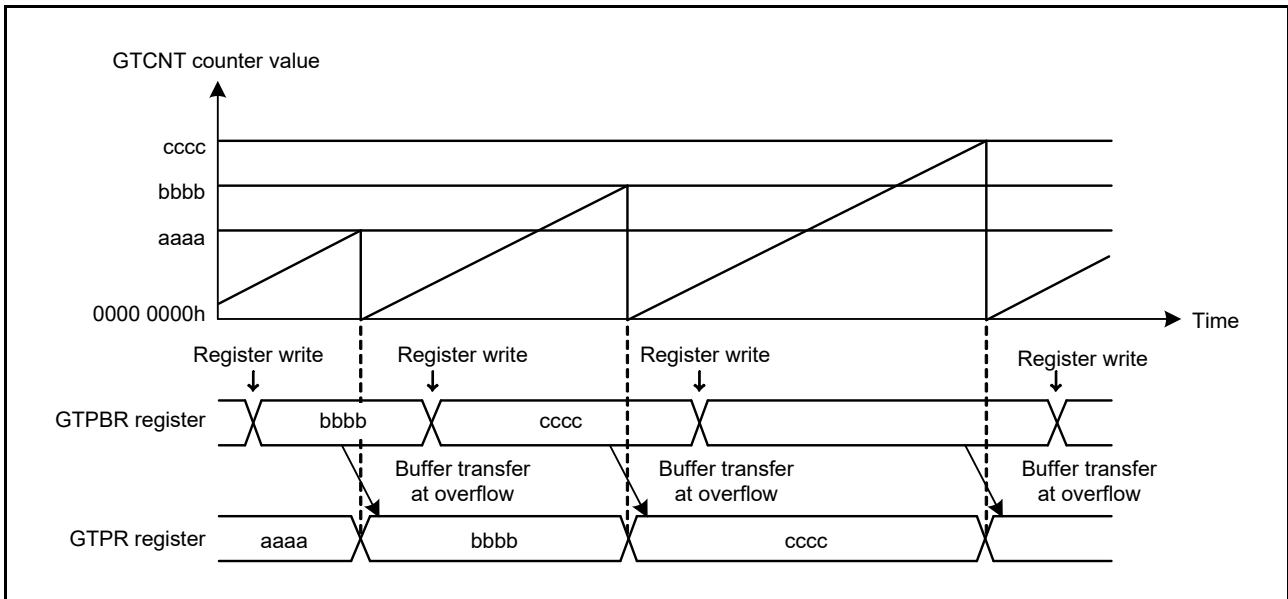 GTCNT counter value
cccc
bbbb
aaaa
0000 0000h
Time
Register write
Register write
Register write
Register write
GTPBR register
bbbb
cccc
Buffer transfer
at overflow
Buffer transfer
at overflow
Buffer transfer
at overflow
GTPR register
aaaa
bbbb
cccc